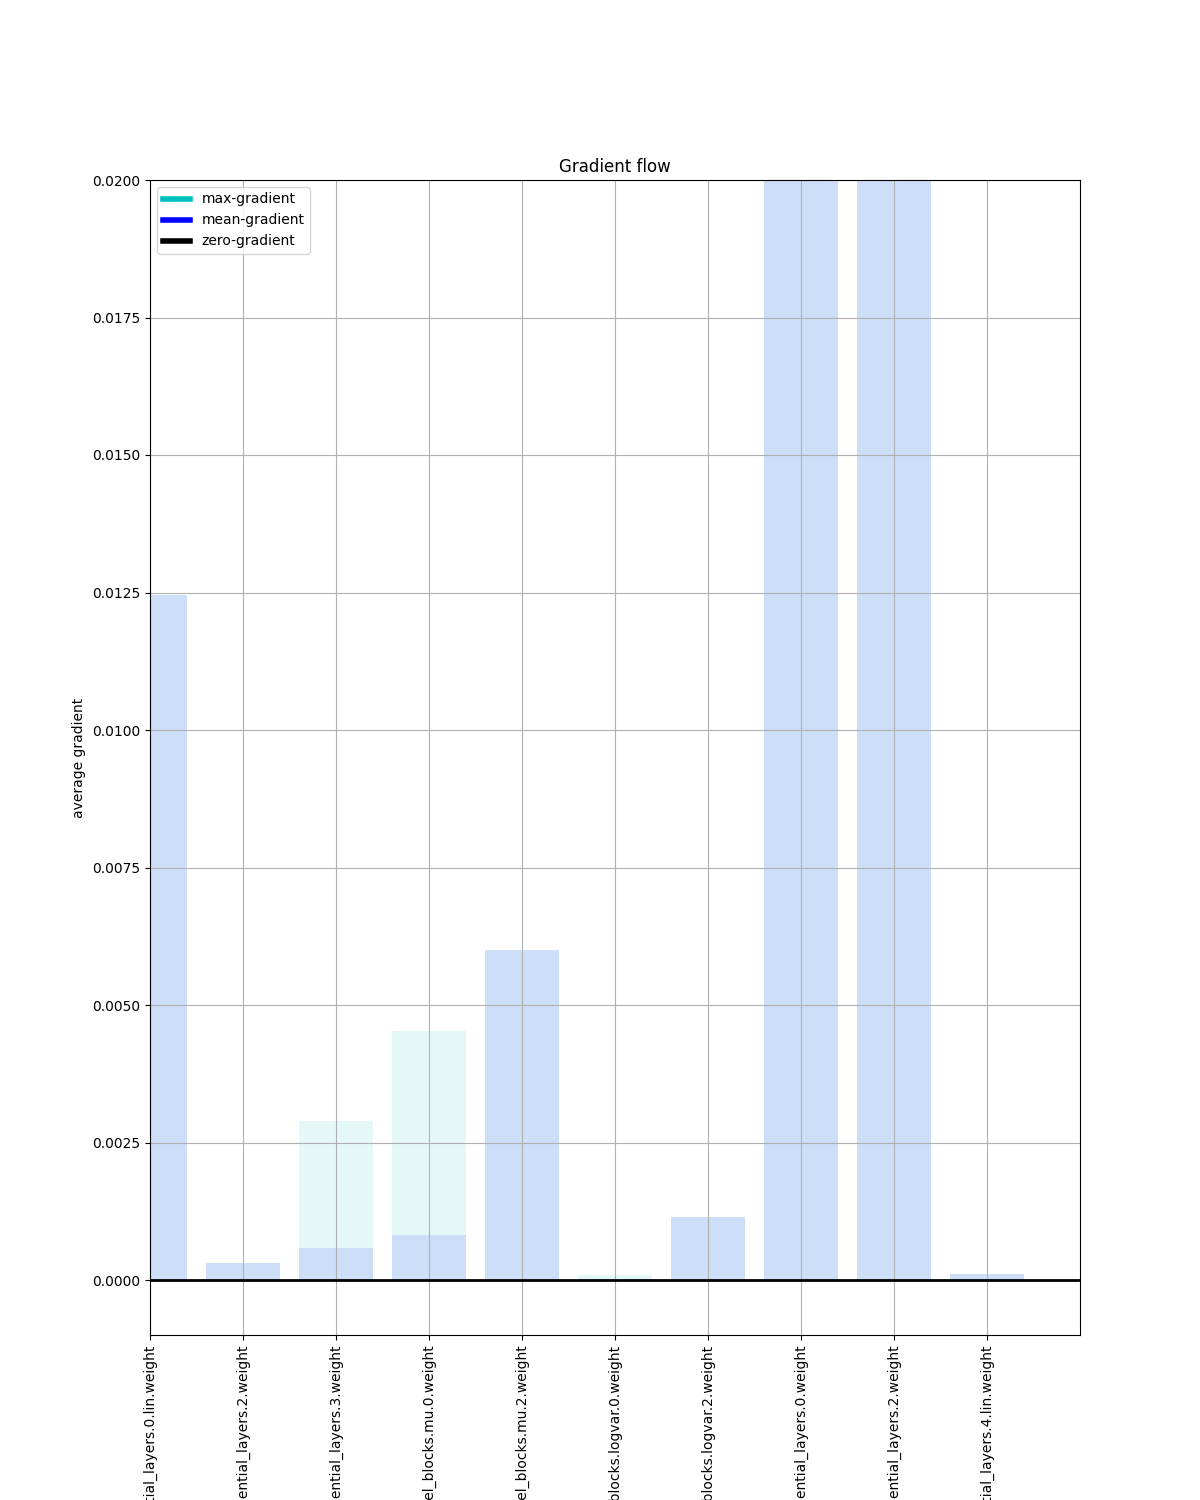 Gradient flow
max-gradient
mean-gradient
zero-gradient
0.0200
0.0175
0.0150
0.0125
0.0100
0.0075
0.0050
0.0025
0.0000
average gradient
tial_layers.0.lin.weight
ential_layers.2.weight
ential_layers.3.weight
el_blocks.mu.0.weight
el_blocks.mu.2.weight
blocks.logvar.0.weight
blocks.logvar.2.weight
ential_layers.0.weight
ential_layers.2.weight
tial_layers.4.lin.weight